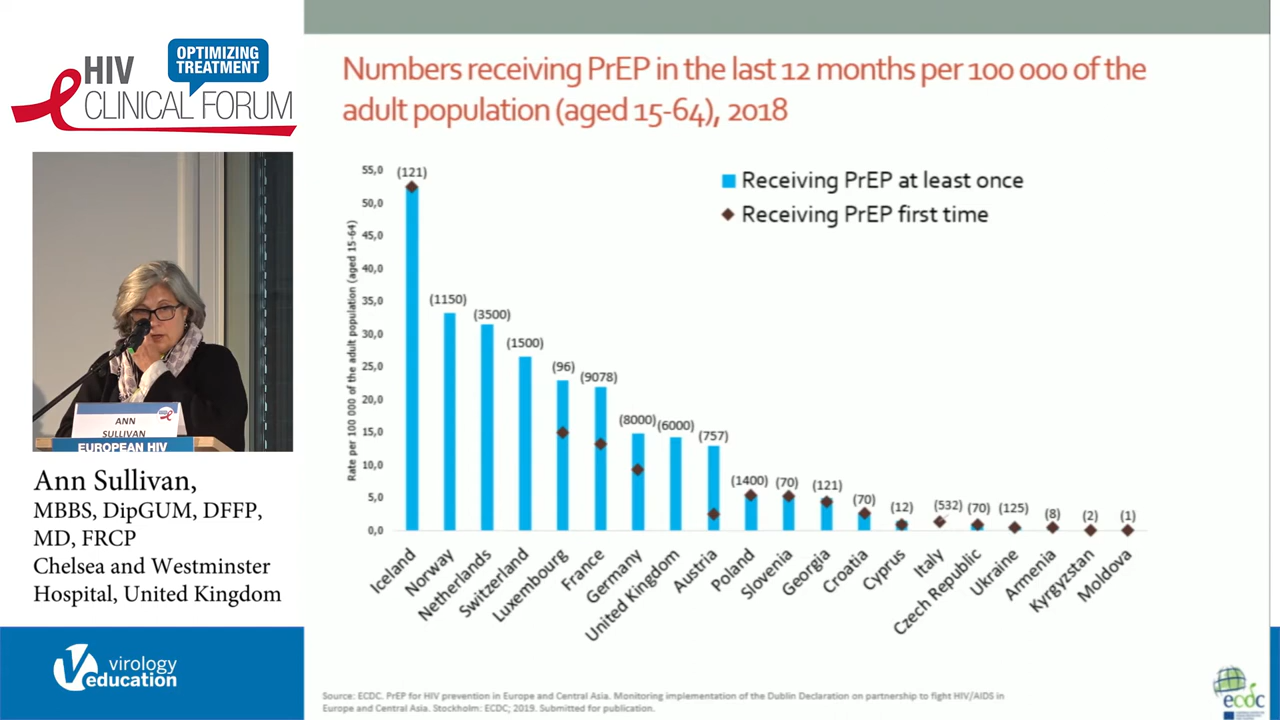 HIV
OPTIMIZING
TREATMENT
CLINICAL FORUM
ANN
SULLIVAN
EUROPEAN HIV
Ann Sullivan,
MBBS, DipGUM, DFFP,
MD, FRCP
Chelsea and Westminster
Hospital, United Kingdom
virology
education
Numbers receiving PrEP in the last 12 months per 100 000 of the
adult population (aged 15-64), 2018
Receiving PrEP at least once
Receiving PrEP first time
Rate per 100 000 of the adult population (aged 15-64)
55,0
50,0
45,0
40,0
35,0
30,0
25,0
20,0
15,0
10,0
5,0
0,0
(121)
(1150)
(3500)
(1500)
(96)
(9078)
(8000)
(6000)
(757)
(1400)
(70)
(121)
(70)
(12)
(532)
(70)
(125)
(8)
(2)
(1)
Iceland
Norway
Netherlands
Switzerland
Luxembourg
France
Germany
United Kingdom
Austria
Poland
Slovenia
Georgia
Croatia
Cyprus
Italy
Czech Republic
Ukraine
Armenia
Kyrgyzstan
Moldova
Source: ECDC. PrEP for HIV prevention in Europe and Central Asia. Monitoring implementation of the Dublin Declaration on partnership to fight HIV/AIDS in
Europe and Central Asia. Stockholm: ECDC; 2019. Submitted for publication.
ecdc